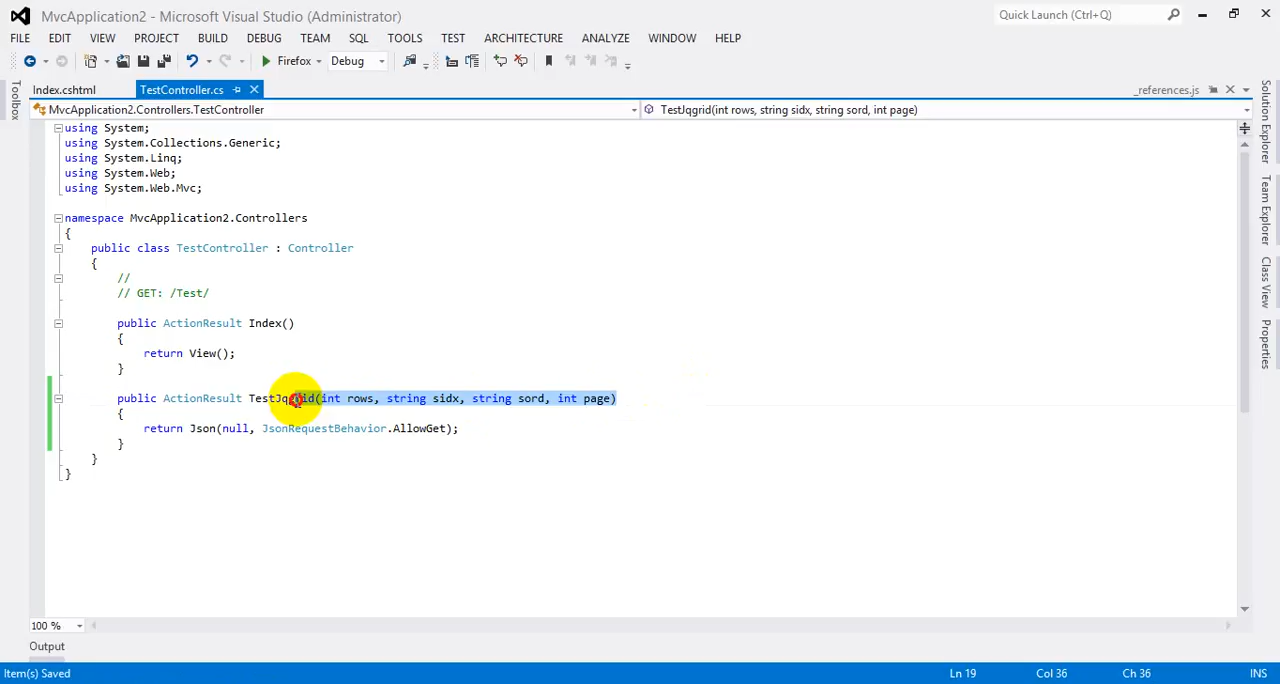 MvcApplication2 - Microsoft Visual Studio (Administrator)
Quick Launch (Ctrl+Q)
FILE EDIT VIEW PROJECT BUILD DEBUG TEAM SQL TOOLS TEST ARCHITECTURE ANALYZE WINDOW HELP
Firefox Debug
Toolbox
Index.cshtml TestController.cs _references.js
MvcApplication2.Controllers.TestController TestJqgrid(int rows, string sidx, string sord, int page)
using System;
using System.Collections.Generic;
using System.Linq;
using System.Web;
using System.Web.Mvc;
namespace MvcApplication2.Controllers
{
public class TestController : Controller
{
//
// GET: /Test/
public ActionResult Index()
{
return View();
}
public ActionResult TestJqgrid(int rows, string sidx, string sord, int page)
{
return Json(null, JsonRequestBehavior.AllowGet);
}
}
}
Solution Explorer
Team Explorer
Class View
Properties
100 %
Output
Item(s) Saved Ln 19 Col 36 Ch 36 INS